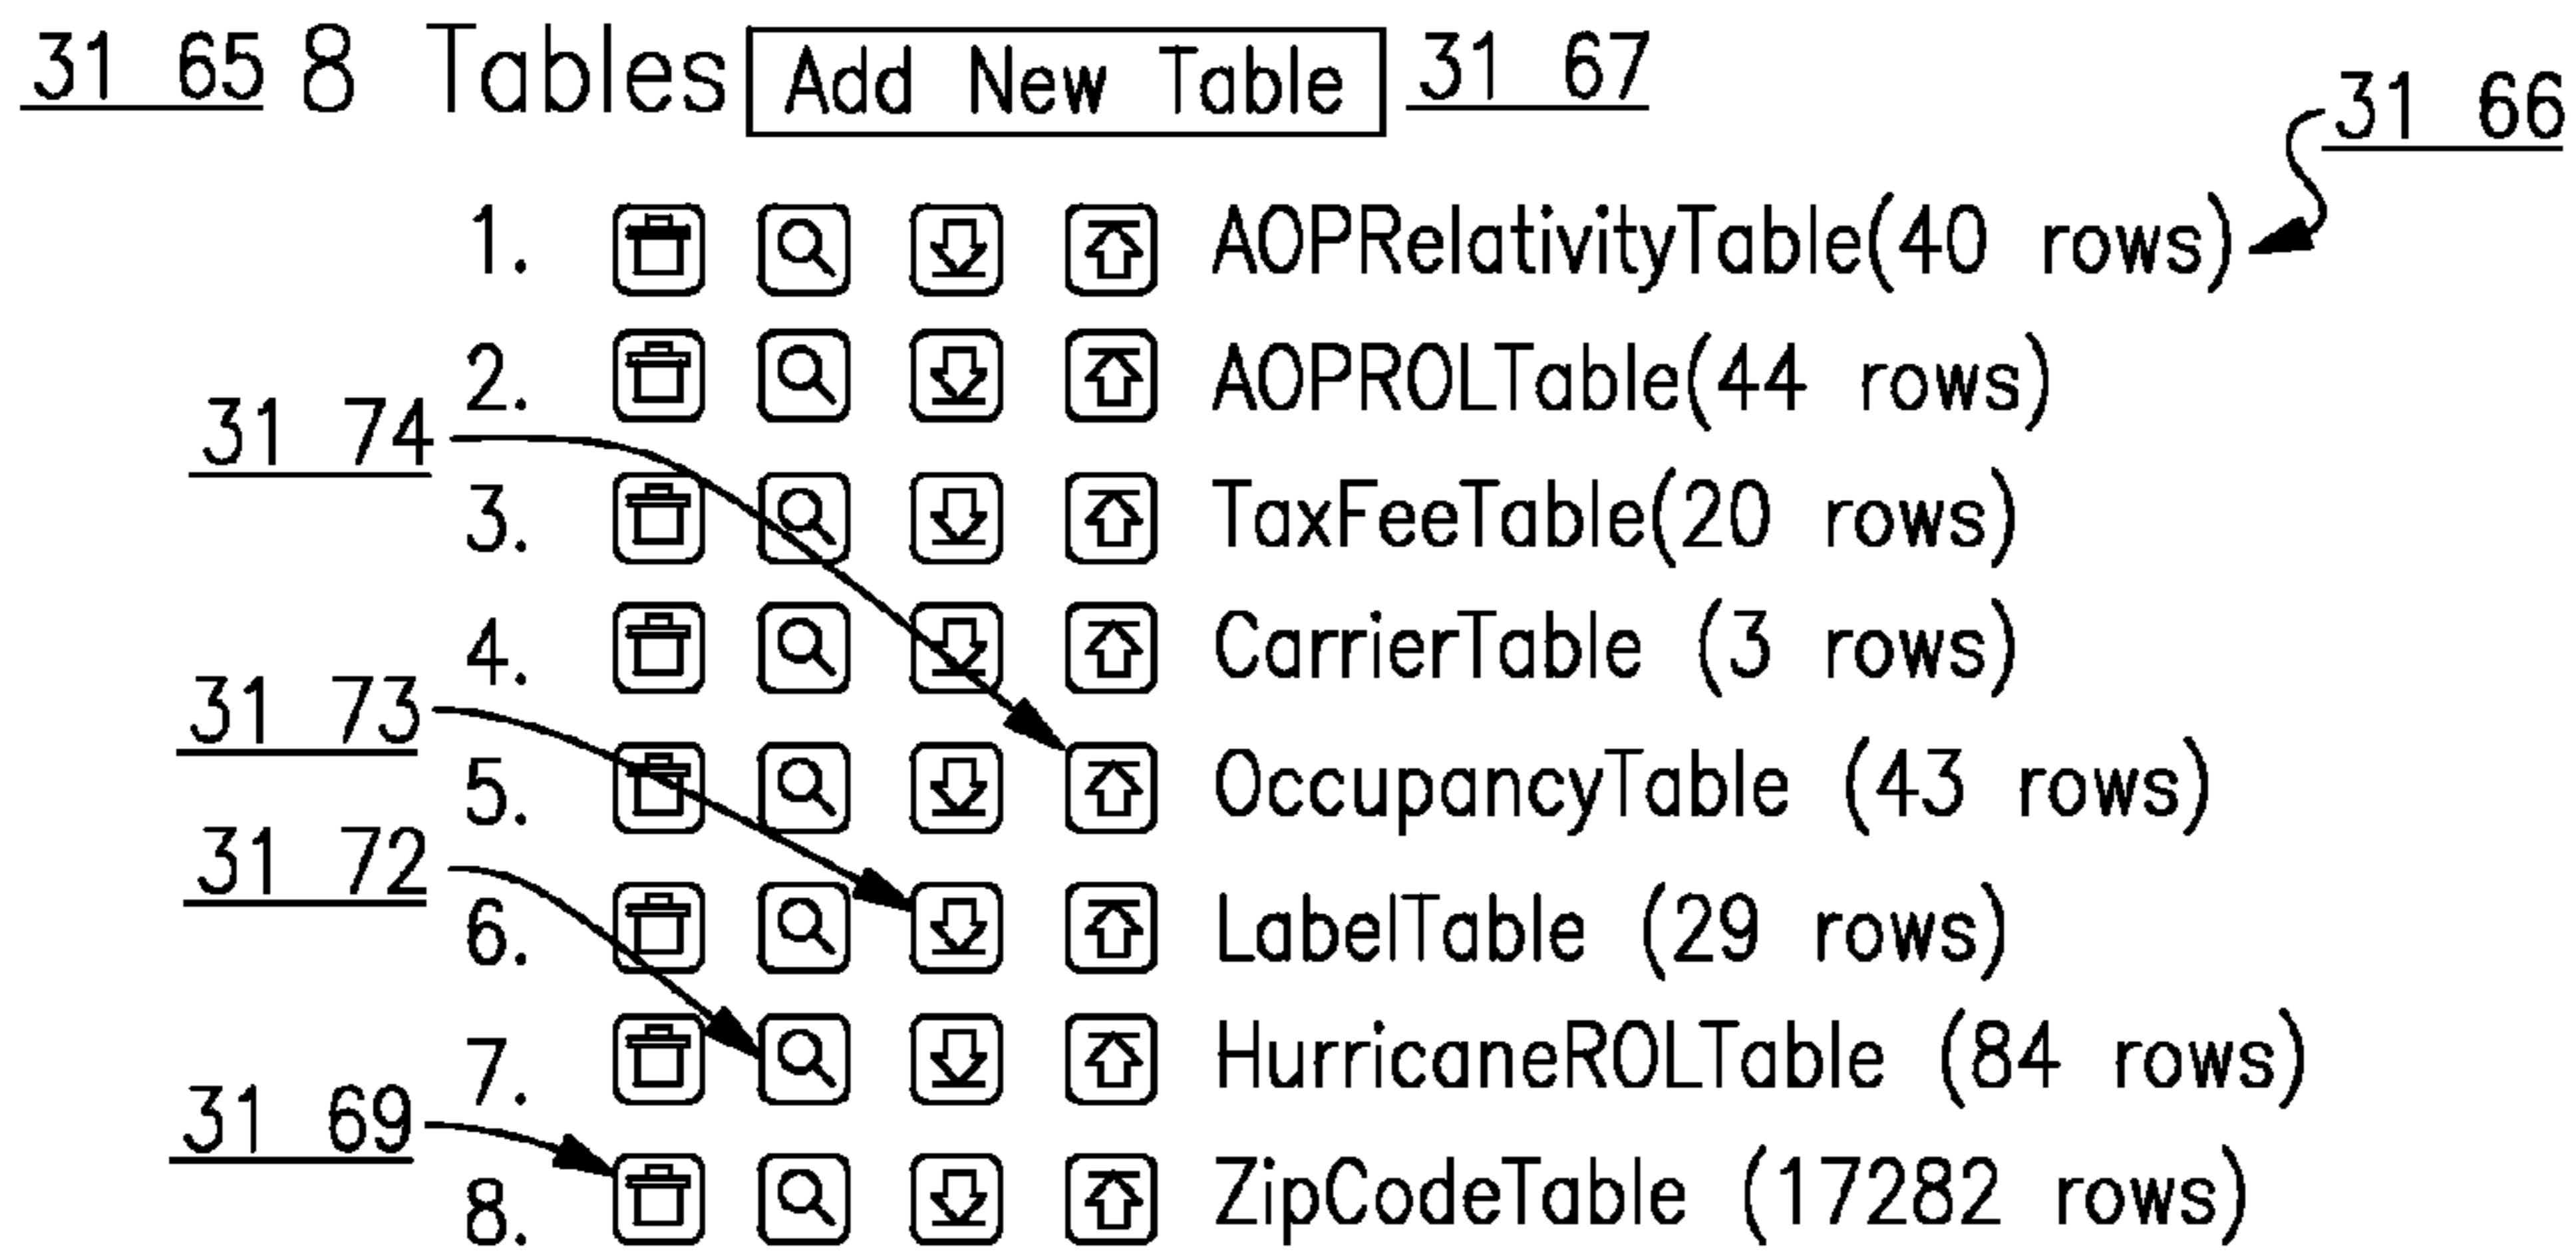 31 65 8 Tables Add New Table 31 67
31 66
1. AOPRelativityTable(40 rows)
2. AOPROLTable(44 rows)
31 74
3. TaxFeeTable(20 rows)
4. CarrierTable (3 rows)
31 73
5. OccupancyTable (43 rows)
31 72
6. LabelTable (29 rows)
7. HurricaneROLTable (84 rows)
31 69
8. ZipCodeTable (17282 rows)